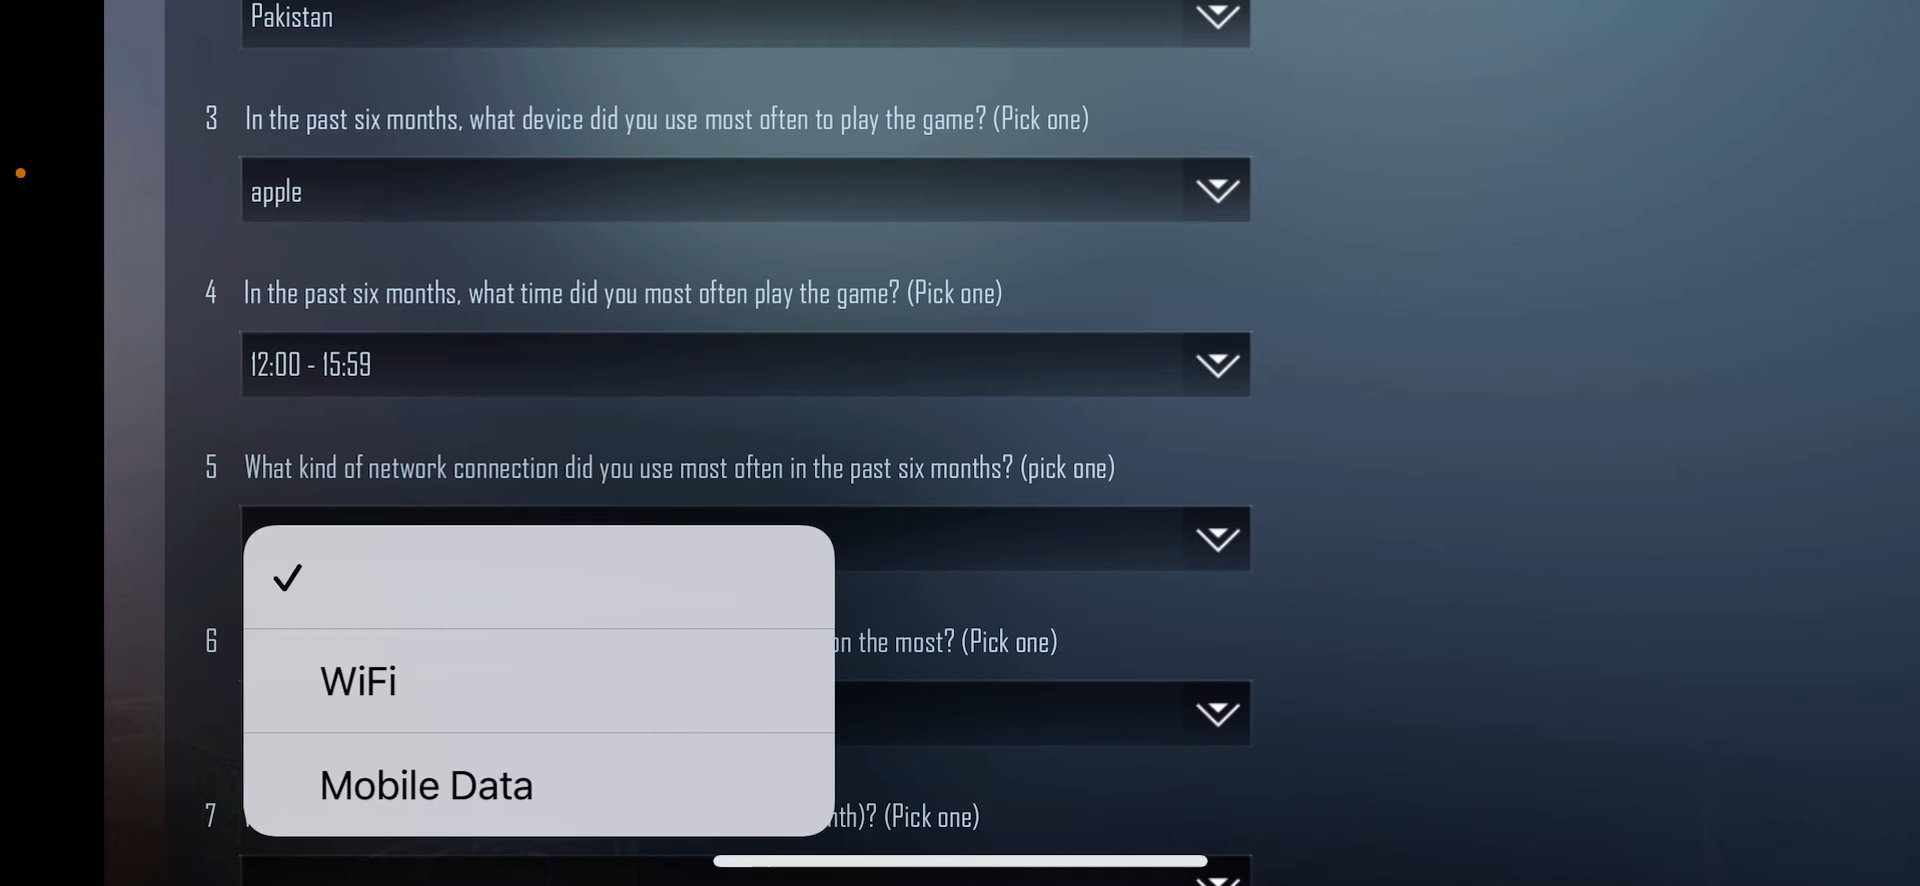 Pakistan
3 In the past six months, what device did you use most often to play the game? (Pick one)
apple
4 In the past six months, what time did you most often play the game? (Pick one)
12:00 - 15:59
5 What kind of network connection did you use most often in the past six months? (pick one)
6 on the most? (Pick one)
WiFi
Mobile Data
7 nth)? (Pick one)